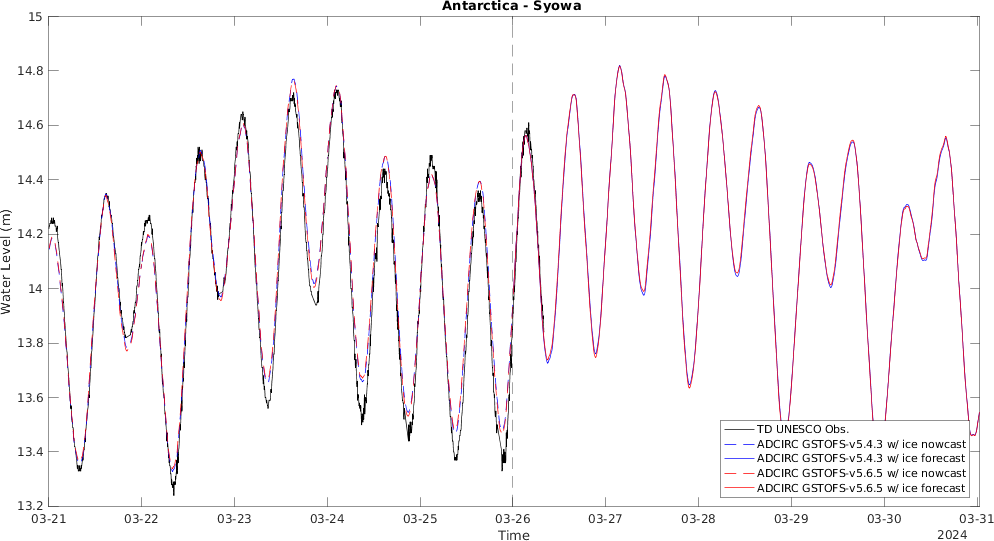 Antarctica - Syowa
15
14.8
14.6
14.4
14.2
14
13.8
13.6
13.4
13.2
Water Level (m)
TD UNESCO Obs.
ADCIRC GSTOFS-v5.4.3 w/ ice nowcast
ADCIRC GSTOFS-v5.4.3 w/ ice forecast
ADCIRC GSTOFS-v5.6.5 w/ ice nowcast
ADCIRC GSTOFS-v5.6.5 w/ ice forecast
03-21 03-22 03-23 03-24 03-25 03-26 03-27 03-28 03-29 03-30 03-31
Time
2024